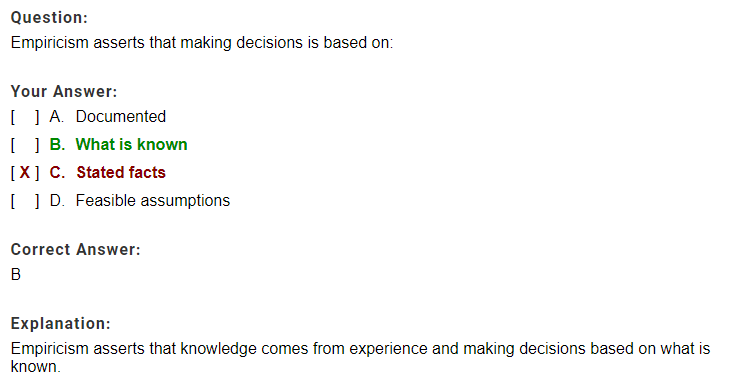 Question:
Empiricism asserts that making decisions is based on:
Your Answer:
[ ] A. Documented
[ ] B. What is known
[X] C. Stated facts
[ ] D. Feasible assumptions
Correct Answer:
B
Explanation:
Empiricism asserts that knowledge comes from experience and making decisions based on what is
known.